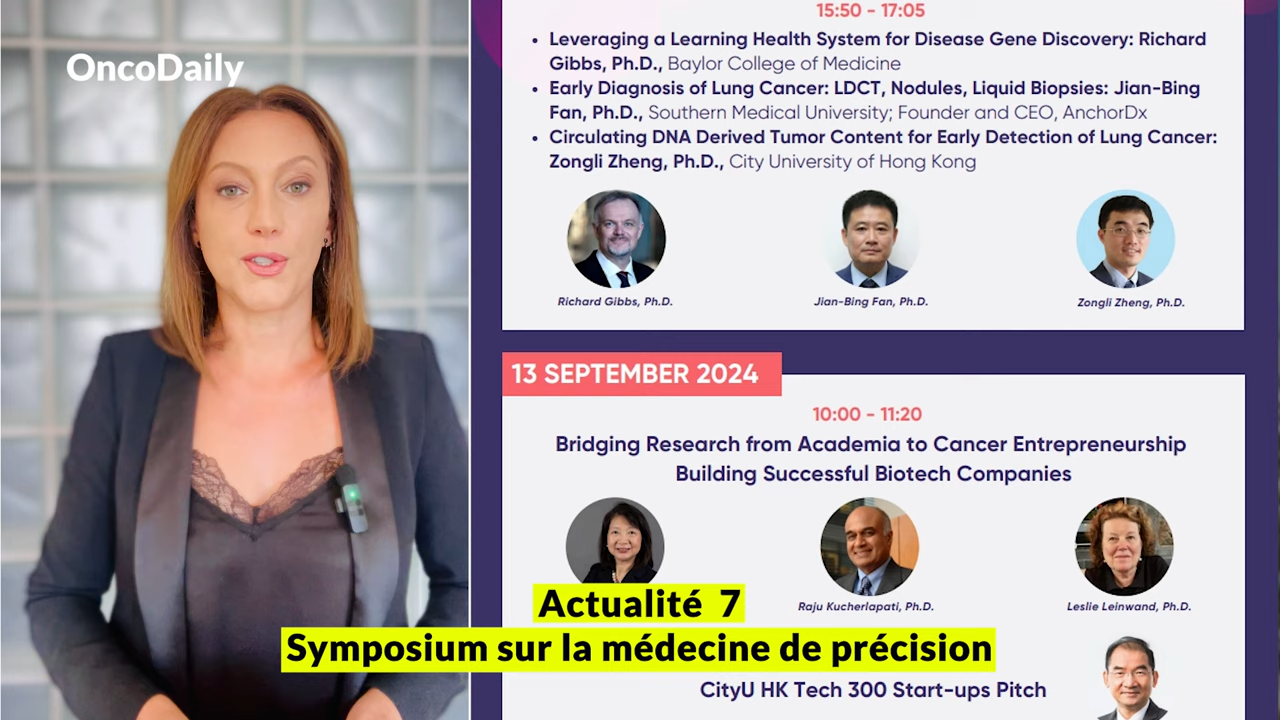 OncoDaily
15:50 - 17:05
• Leveraging a Learning Health System for Disease Gene Discovery: Richard
Gibbs, Ph.D., Baylor College of Medicine
• Early Diagnosis of Lung Cancer: LDCT, Nodules, Liquid Biopsies: Jian-Bing
Fan, Ph.D., Southern Medical University; Founder and CEO, AnchorDx
• Circulating DNA Derived Tumor Content for Early Detection of Lung Cancer:
Zongli Zheng, Ph.D., City University of Hong Kong
Richard Gibbs, Ph.D.
Jian-Bing Fan, Ph.D.
Zongli Zheng, Ph.D.
13 SEPTEMBER 2024
10:00 - 11:20
Bridging Research from Academia to Cancer Entrepreneurship
Building Successful Biotech Companies
Raju Kucherlapati, Ph.D.
Leslie Leinwand, Ph.D.
Actualité 7
Symposium sur la médecine de précision
CityU HK Tech 300 Start-ups Pitch